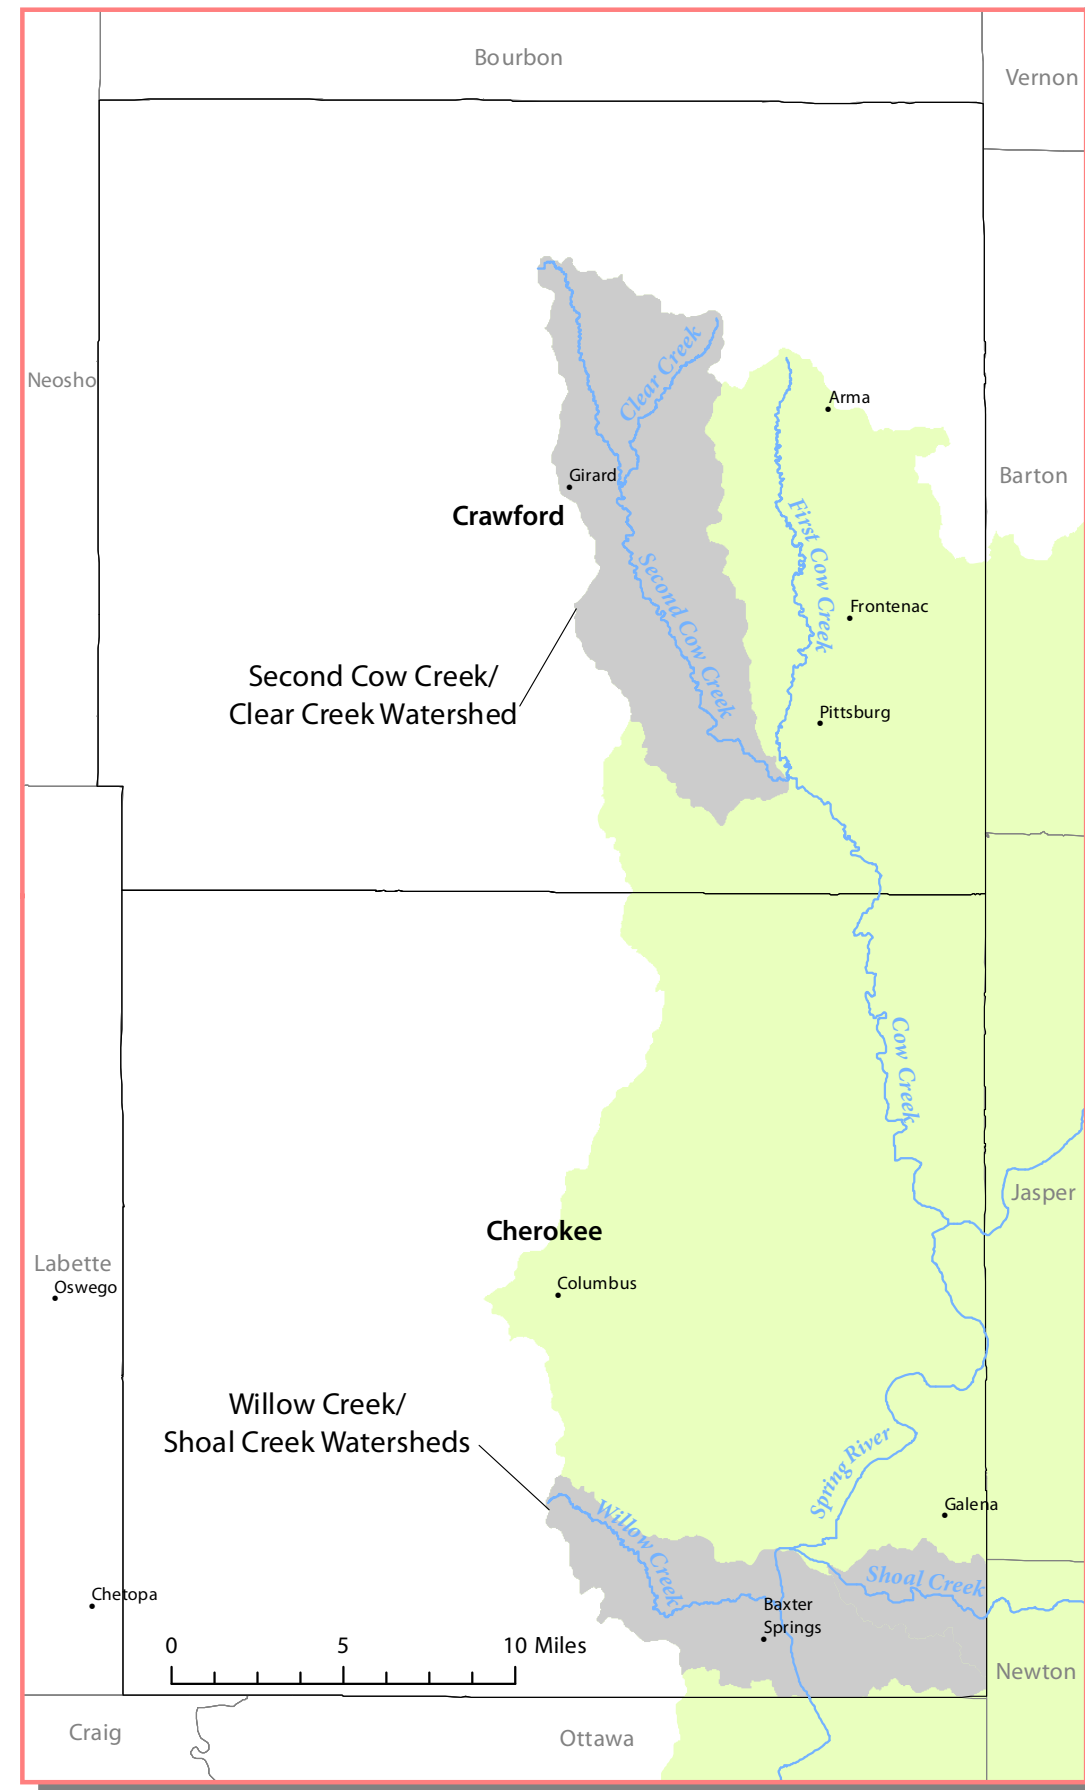 Bourbon
Vernon
Neosho
Clear Creek
Arma
Girard
Barton
Crawford
First Cow Creek
Second Cow Creek
Frontenac
Second Cow Creek/
Clear Creek Watershed
Pittsburg
Cow Creek
Jasper
Cherokee
Labette
Oswego
Columbus
Willow Creek/
Shoal Creek Watersheds
Spring River
Galena
Willow Creek
Shoal Creek
Chetopa
Baxter
Springs
0 5 10 Miles
Newton
Craig
Ottawa